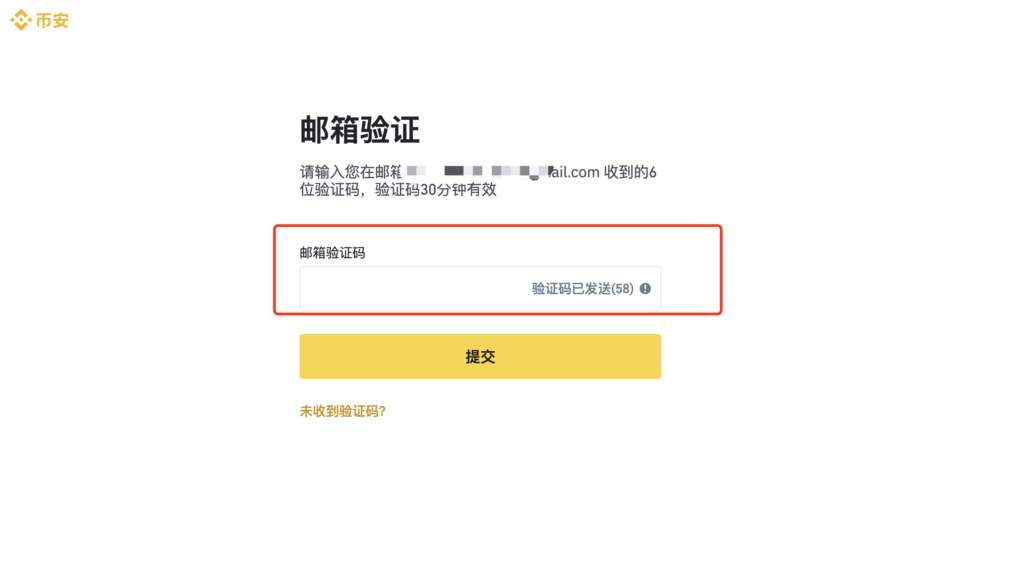 币安
邮箱验证
请输入您在邮箱 ail.com 收到的6
位验证码，验证码30分钟有效
邮箱验证码
验证码已发送(58)
提交
未收到验证码?